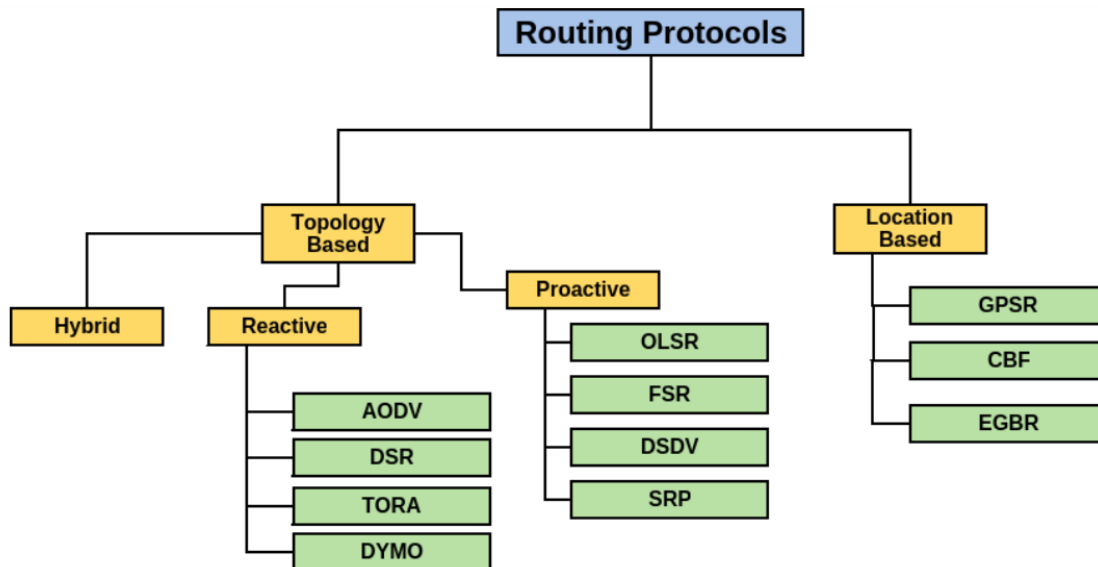 Routing Protocols
Topology
Based
Location
Based
Hybrid
Reactive
Proactive
AODV
DSR
TORA
DYMO
OLSR
FSR
DSDV
SRP
GPSR
CBF
EGBR